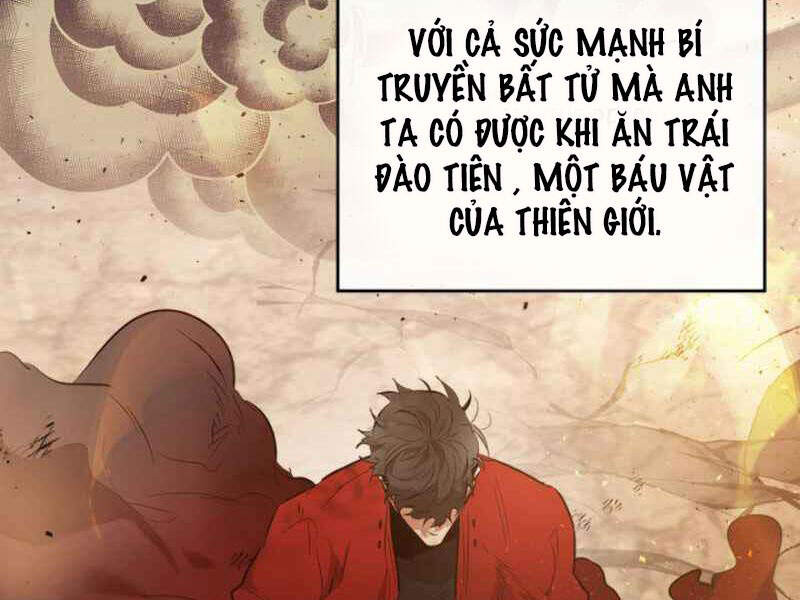 VỚI CẢ SỨC MẠNH BÍ
TRUYỀN BẤT TỬ MÀ ANH
TA CÓ ĐƯỢC KHI ĂN TRÁI
ĐÀO TIÊN , MỘT BÁU VẬT
CỦA THIÊN GIỚI.